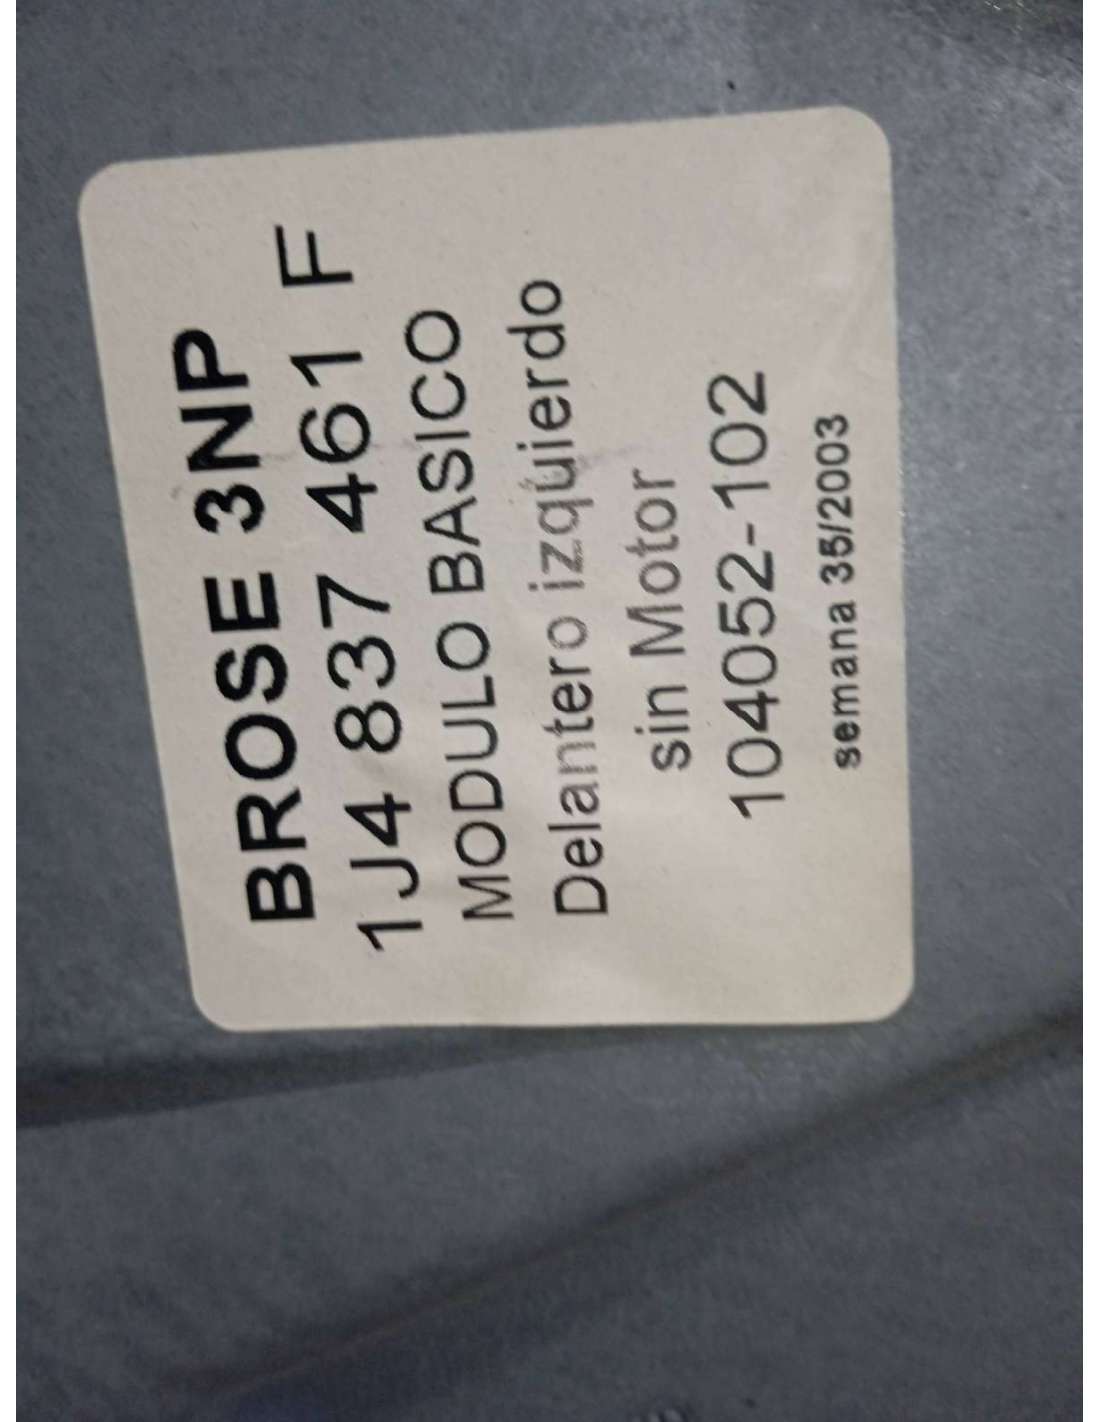 BROSE 3NP
1J4 837 461 F
MODULO BASICO
Delantero izquierdo
sin Motor
104052-102
semana 35/2003